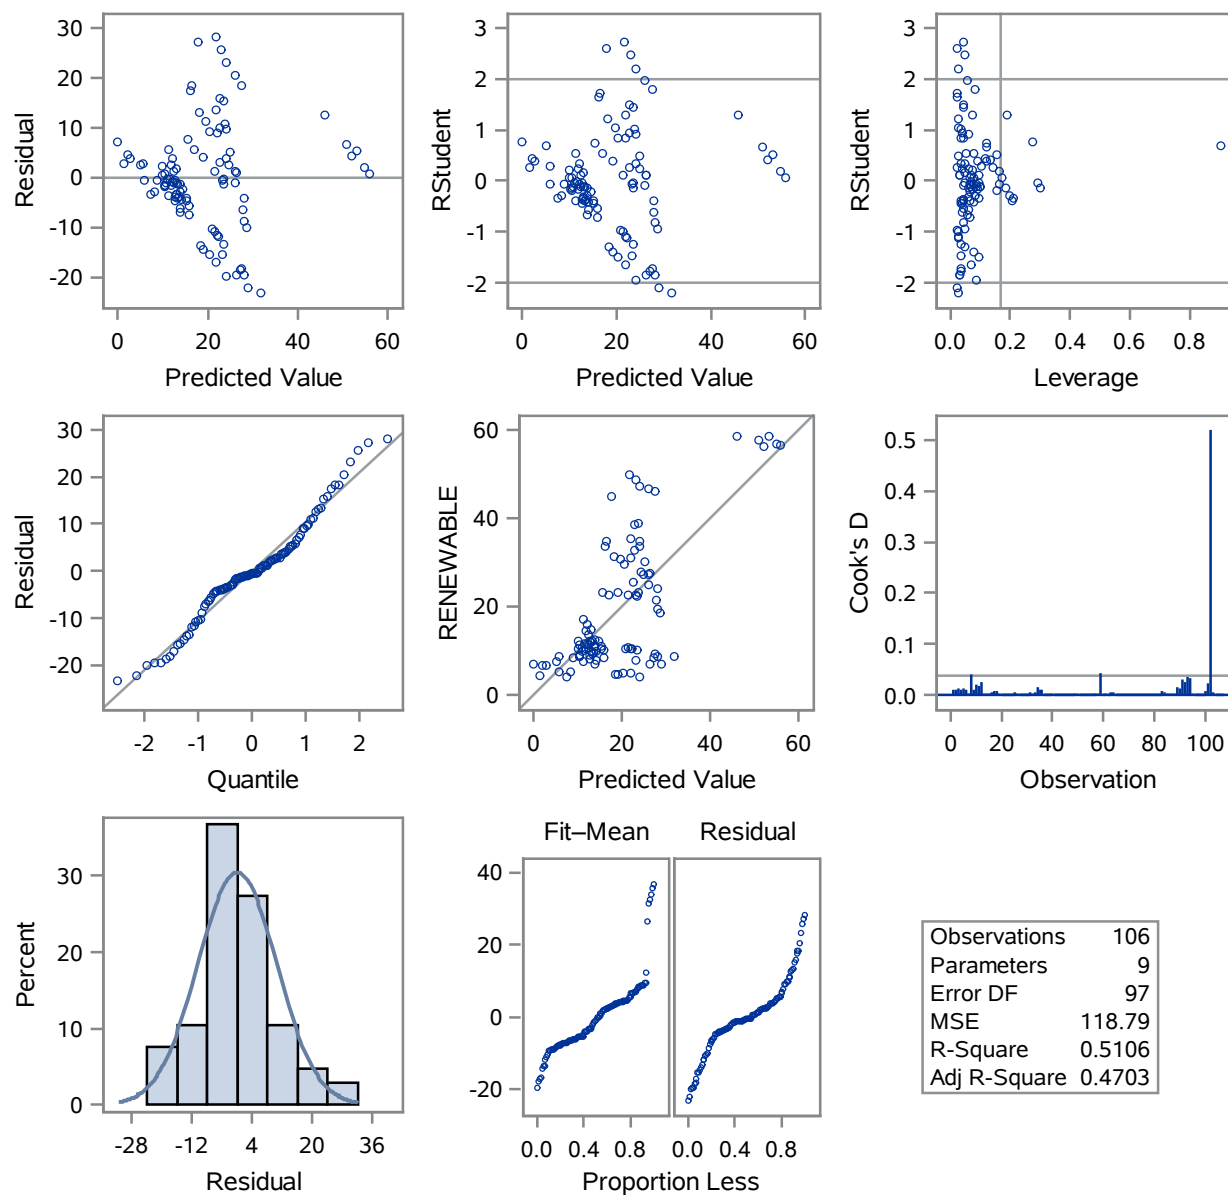 Residual
30
20
10
0
-10
-20
0 20 40 60
Predicted Value
RStudent
3
2
1
0
-1
-2
0 20 40 60
Predicted Value
RStudent
3
2
1
0
-1
-2
0.0 0.2 0.4 0.6 0.8
Leverage
Residual
30
20
10
0
-10
-20
-2 -1 0 1 2
Quantile
RENEWABLE
60
40
20
0
0 20 40 60
Predicted Value
Cook's D
0.5
0.4
0.3
0.2
0.1
0.0
0 20 40 60 80 100
Observation
Percent
30
20
10
0
-28 -12 4 20 36
Residual
Fit–Mean Residual
40
20
0
-20
0.0 0.4 0.8 0.0 0.4 0.8
Proportion Less
Observations 106
Parameters 9
Error DF 97
MSE 118.79
R-Square 0.5106
Adj R-Square 0.4703